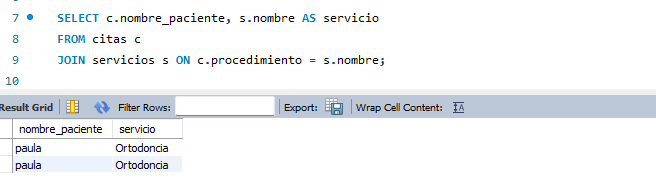 7 SELECT c.nombre_paciente, s.nombre AS servicio
8 FROM citas c
9 JOIN servicios s ON c.procedimiento = s.nombre;
10
Result Grid Filter Rows: Export: Wrap Cell Content: IA
nombre_paciente servicio
paula Ortodoncia
paula Ortodoncia